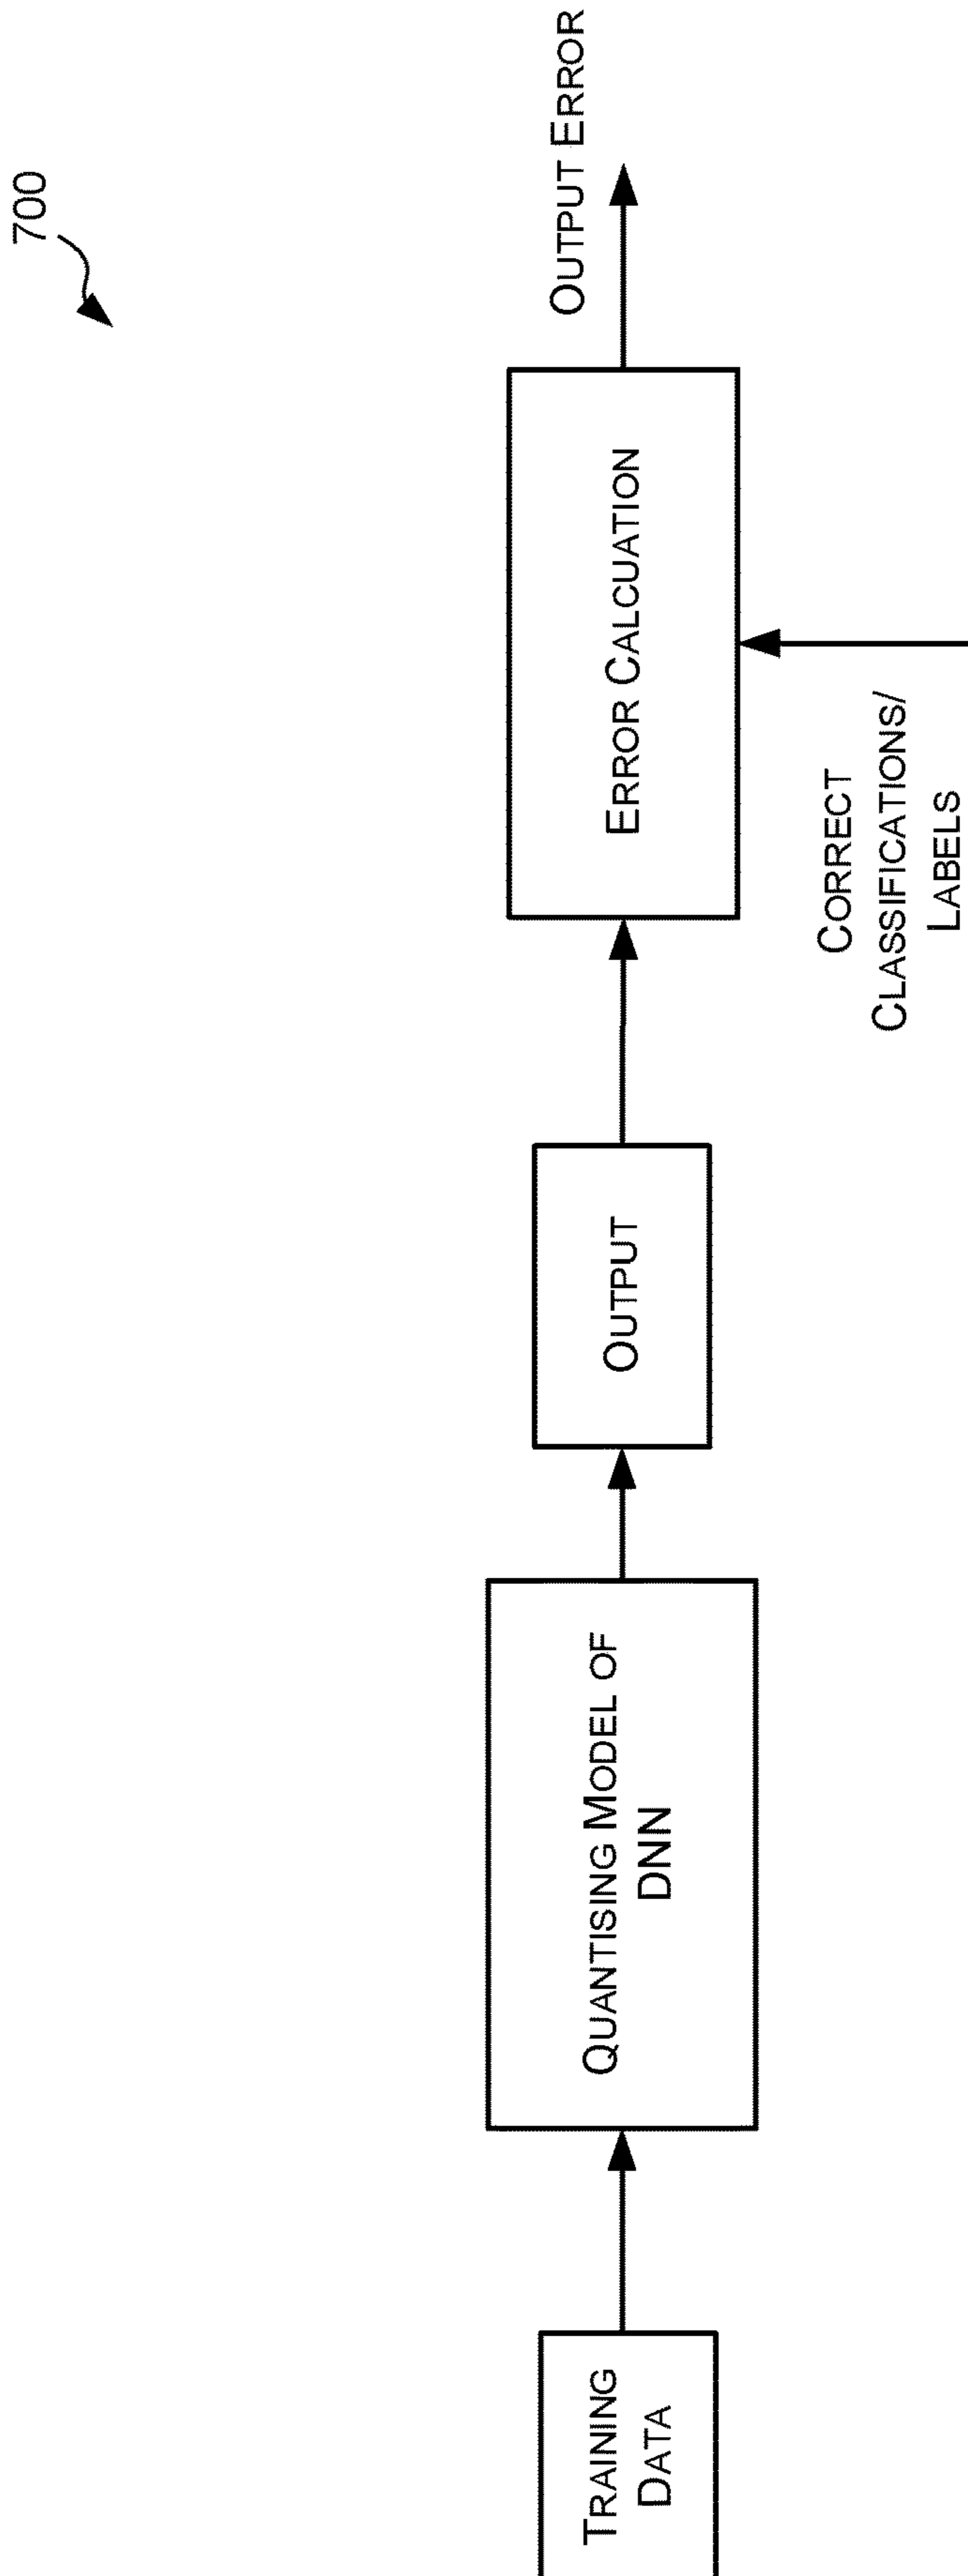 700
TRAINING
DATA
QUANTISING MODEL OF
DNN
OUTPUT
ERROR CALCUATION
OUTPUT ERROR
CORRECT
CLASSIFICATIONS/
LABELS